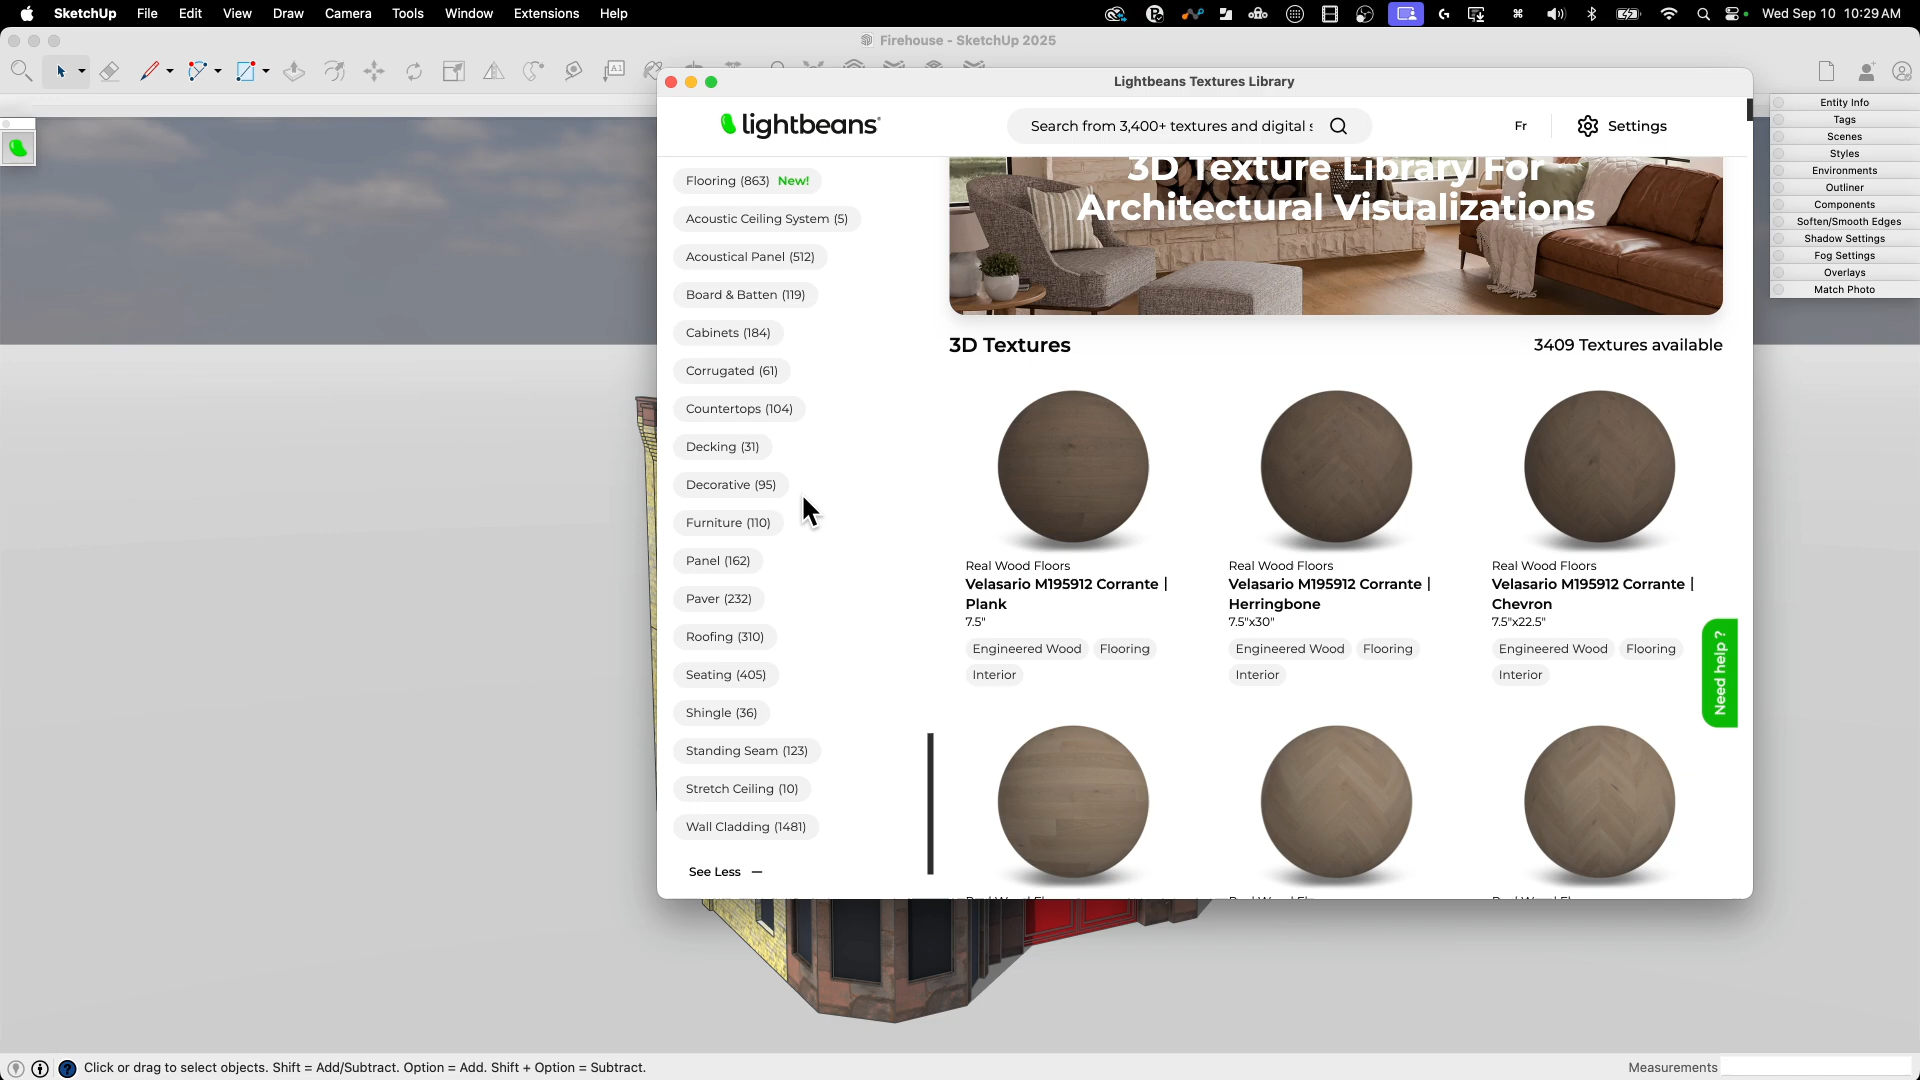 SketchUp File Edit View Draw Camera Tools Window Extensions Help
Wed Sep 10 10:29 AM
Firehouse - SketchUp 2025
A1
Lightbeans Textures Library
lightbeans
Search from 3,400+ textures and digital s
Fr
Settings
Entity Info
Tags
Scenes
Styles
Environments
Outliner
Components
Soften/Smooth Edges
Shadow Settings
Fog Settings
Overlays
Match Photo
Flooring (863) New!
Acoustic Ceiling System (5)
Acoustical Panel (512)
Board & Batten (119)
Cabinets (184)
Corrugated (61)
Countertops (104)
Decking (31)
Decorative (95)
Furniture (110)
Panel (162)
Paver (232)
Roofing (310)
Seating (405)
Shingle (36)
Standing Seam (123)
Stretch Ceiling (10)
Wall Cladding (1481)
See Less
3D Texture Library For
Architectural Visualizations
3D Textures
3409 Textures available
Real Wood Floors
Velasario M195912 Corrante |
Plank
7.5"
Engineered Wood Flooring
Interior
Real Wood Floors
Velasario M195912 Corrante |
Herringbone
7.5"x30"
Engineered Wood Flooring
Interior
Real Wood Floors
Velasario M195912 Corrante |
Chevron
7.5"x22.5"
Engineered Wood Flooring
Interior
Need help ?
Click or drag to select objects. Shift = Add/Subtract. Option = Add. Shift + Option = Subtract.
Measurements